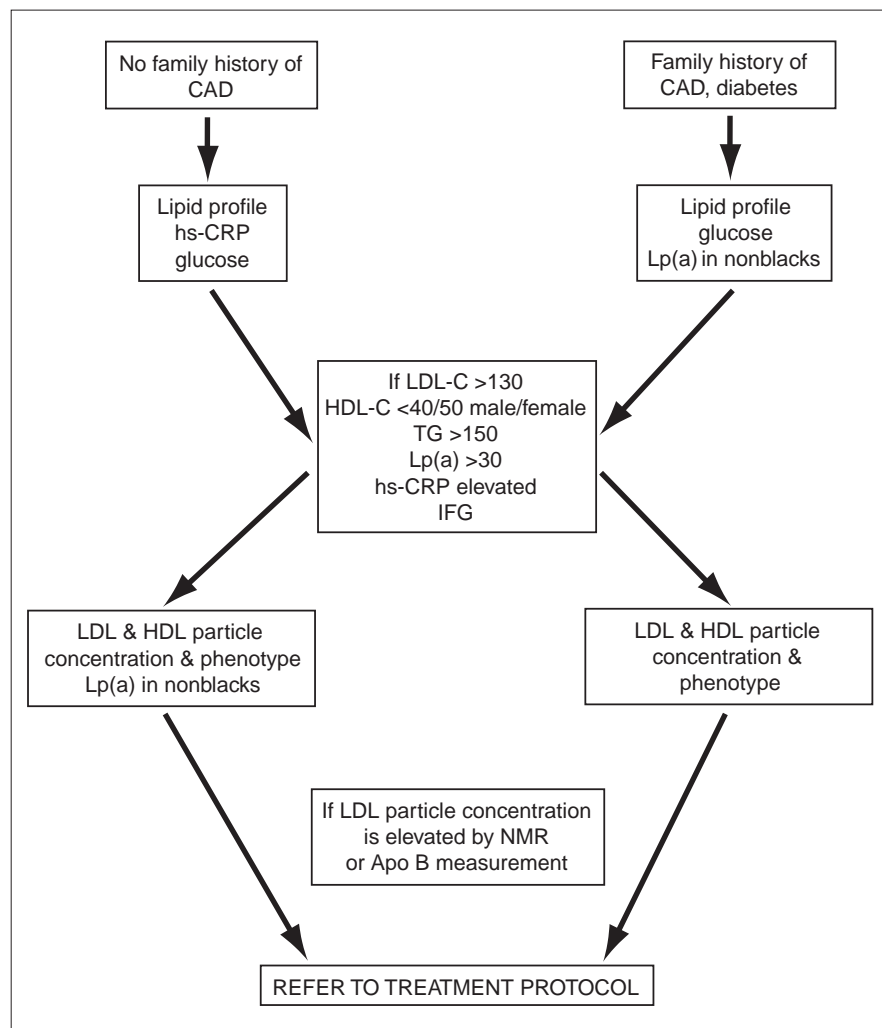 No family history of
CAD
Family history of
CAD, diabetes
Lipid profile
hs-CRP
glucose
Lipid profile
glucose
Lp(a) in nonblacks
If LDL-C >130
HDL-C <40/50 male/female
TG >150
Lp(a) >30
hs-CRP elevated
IFG
LDL & HDL particle
concentration & phenotype
Lp(a) in nonblacks
LDL & HDL particle
concentration &
phenotype
If LDL particle concentration
is elevated by NMR
or Apo B measurement
REFER TO TREATMENT PROTOCOL